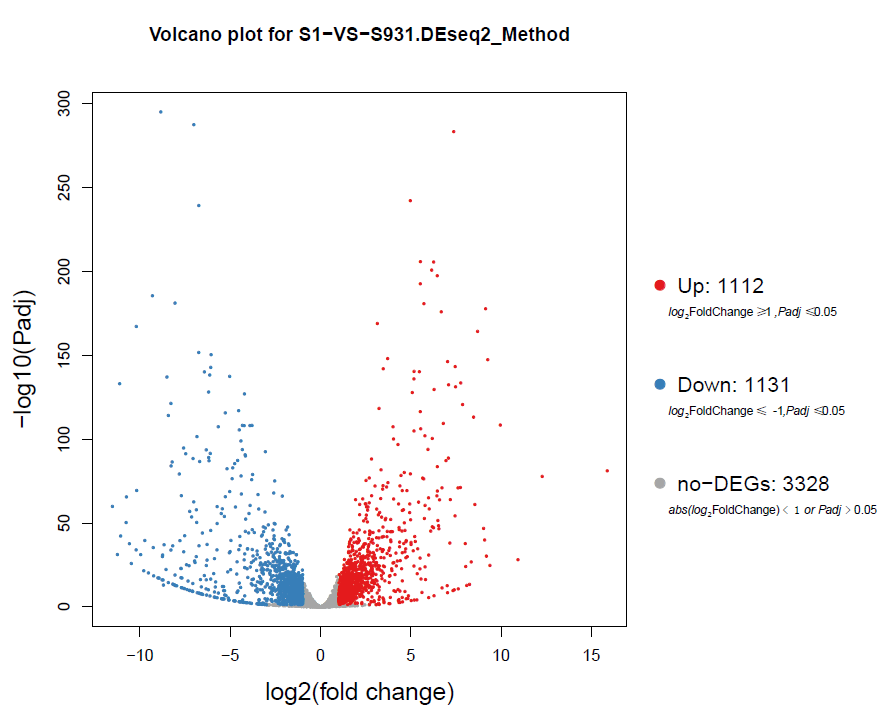 Volcano plot for S1−VS−S931.DEseq2_Method
−log10(Padj)
300
250
200
150
100
50
0
−10 −5 0 5 10 15
log2(fold change)
Up: 1112
log₂FoldChange ≥1 ,Padj ≤0.05
Down: 1131
log₂FoldChange ≤ -1,Padj ≤0.05
no−DEGs: 3328
abs(log₂FoldChange) < 1 or Padj > 0.05